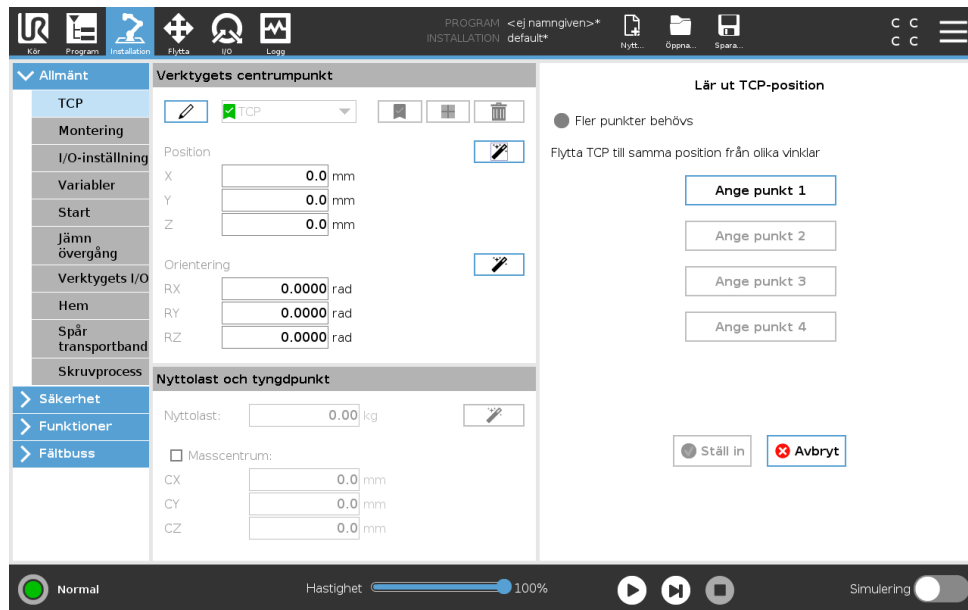 UR
PROGRAM <ej namngiven>*
INSTALLATION default*
Kör
Program
Installation
Flytta
I/O
Logg
Nytt...
Öppna...
Spara...
C C
C C
Allmänt
TCP
Montering
I/O-inställning
Variabler
Start
Jämn
övergång
Verktygets I/O
Hem
Spår
transportband
Skruvprocess
Säkerhet
Funktioner
Fältbuss
Verktygets centrumpunkt
TCP
Position
X 0.0 mm
Y 0.0 mm
Z 0.0 mm
Orientering
RX 0.0000 rad
RY 0.0000 rad
RZ 0.0000 rad
Nyttolast och tyngdpunkt
Nyttolast: 0.00 kg
Masscentrum:
CX 0.0 mm
CY 0.0 mm
CZ 0.0 mm
Lär ut TCP-position
Fler punkter behövs
Flytta TCP till samma position från olika vinklar
Ange punkt 1
Ange punkt 2
Ange punkt 3
Ange punkt 4
Ställ in
Avbryt
Normal
Hastighet 100%
Simulering